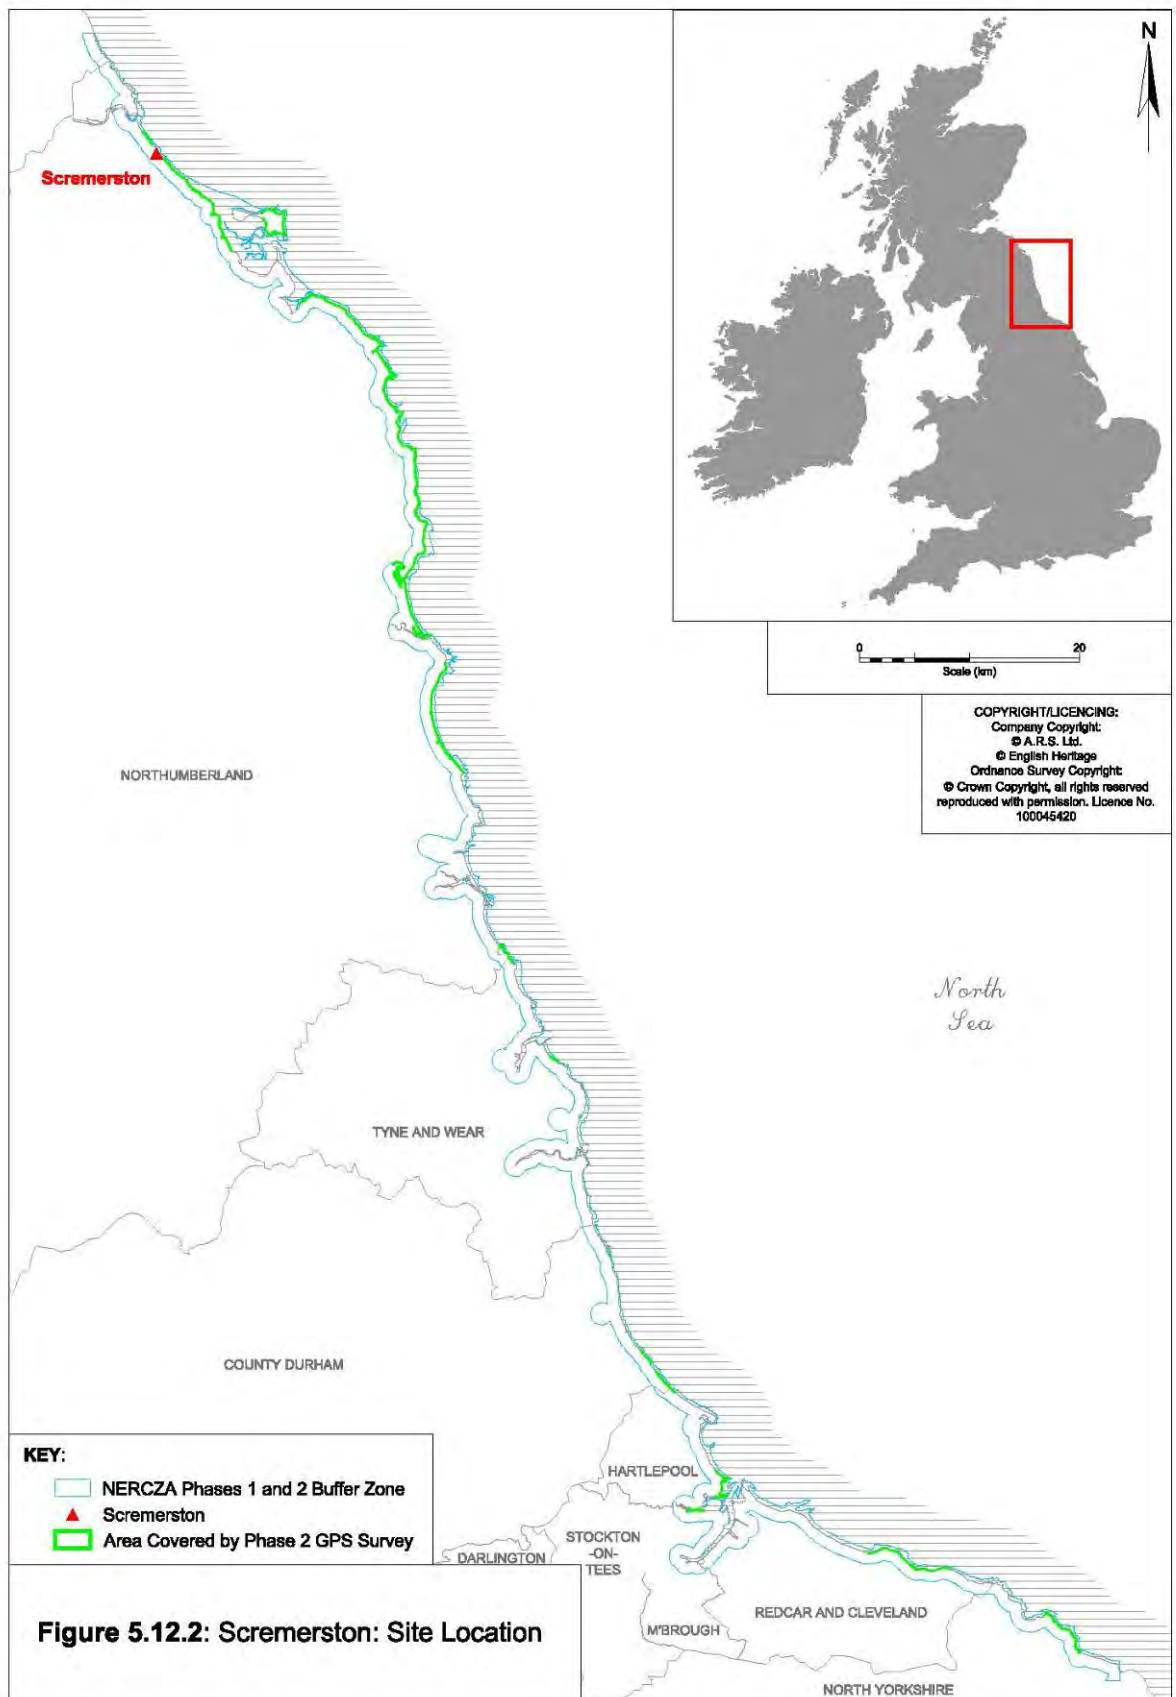 N
Scremerston
0 20
Scale (km)
COPYRIGHT/LICENCING:
Company Copyright:
© A.R.S. Ltd.
© English Heritage
Ordnance Survey Copyright:
© Crown Copyright, all rights reserved
reproduced with permission. Licence No.
100045420
NORTHUMBERLAND
North
Sea
TYNE AND WEAR
COUNTY DURHAM
HARTLEPOOL
STOCKTON
-ON-
TEES
DARLINGTON
REDCAR AND CLEVELAND
M'BROUGH
NORTH YORKSHIRE
KEY:
NERCZA Phases 1 and 2 Buffer Zone
Scremerston
Area Covered by Phase 2 GPS Survey
Figure 5.12.2: Scremerston: Site Location